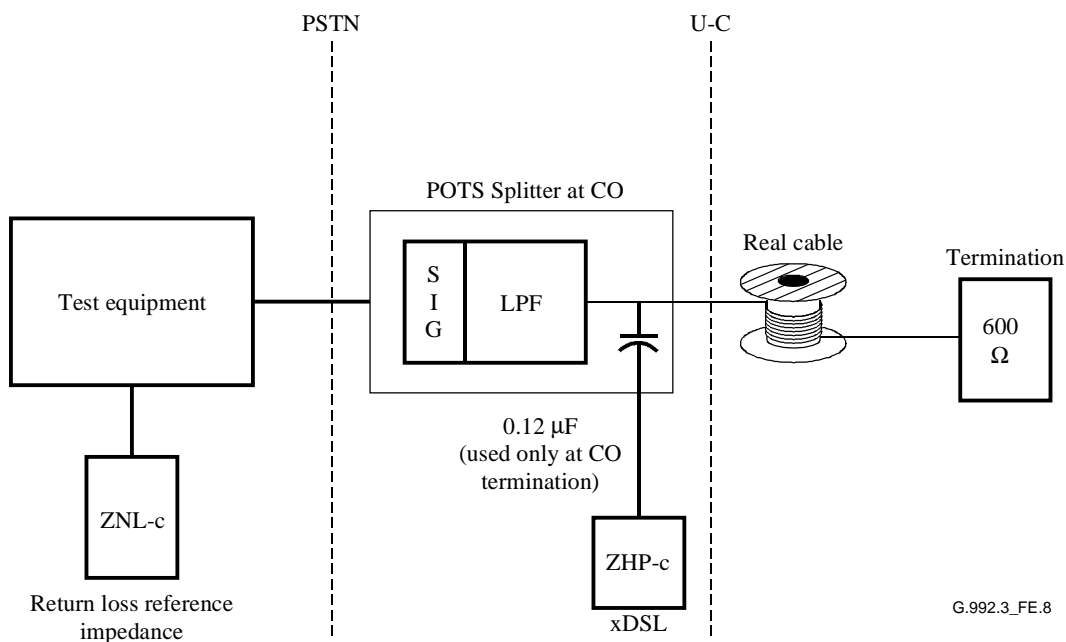 PSTN
U-C
POTS Splitter at CO
Test equipment
S
I
G
LPF
Real cable
Termination
600
Ω
0.12 μF
(used only at CO
termination)
ZNL-c
Return loss reference
impedance
ZHP-c
xDSL
G.992.3_FE.8